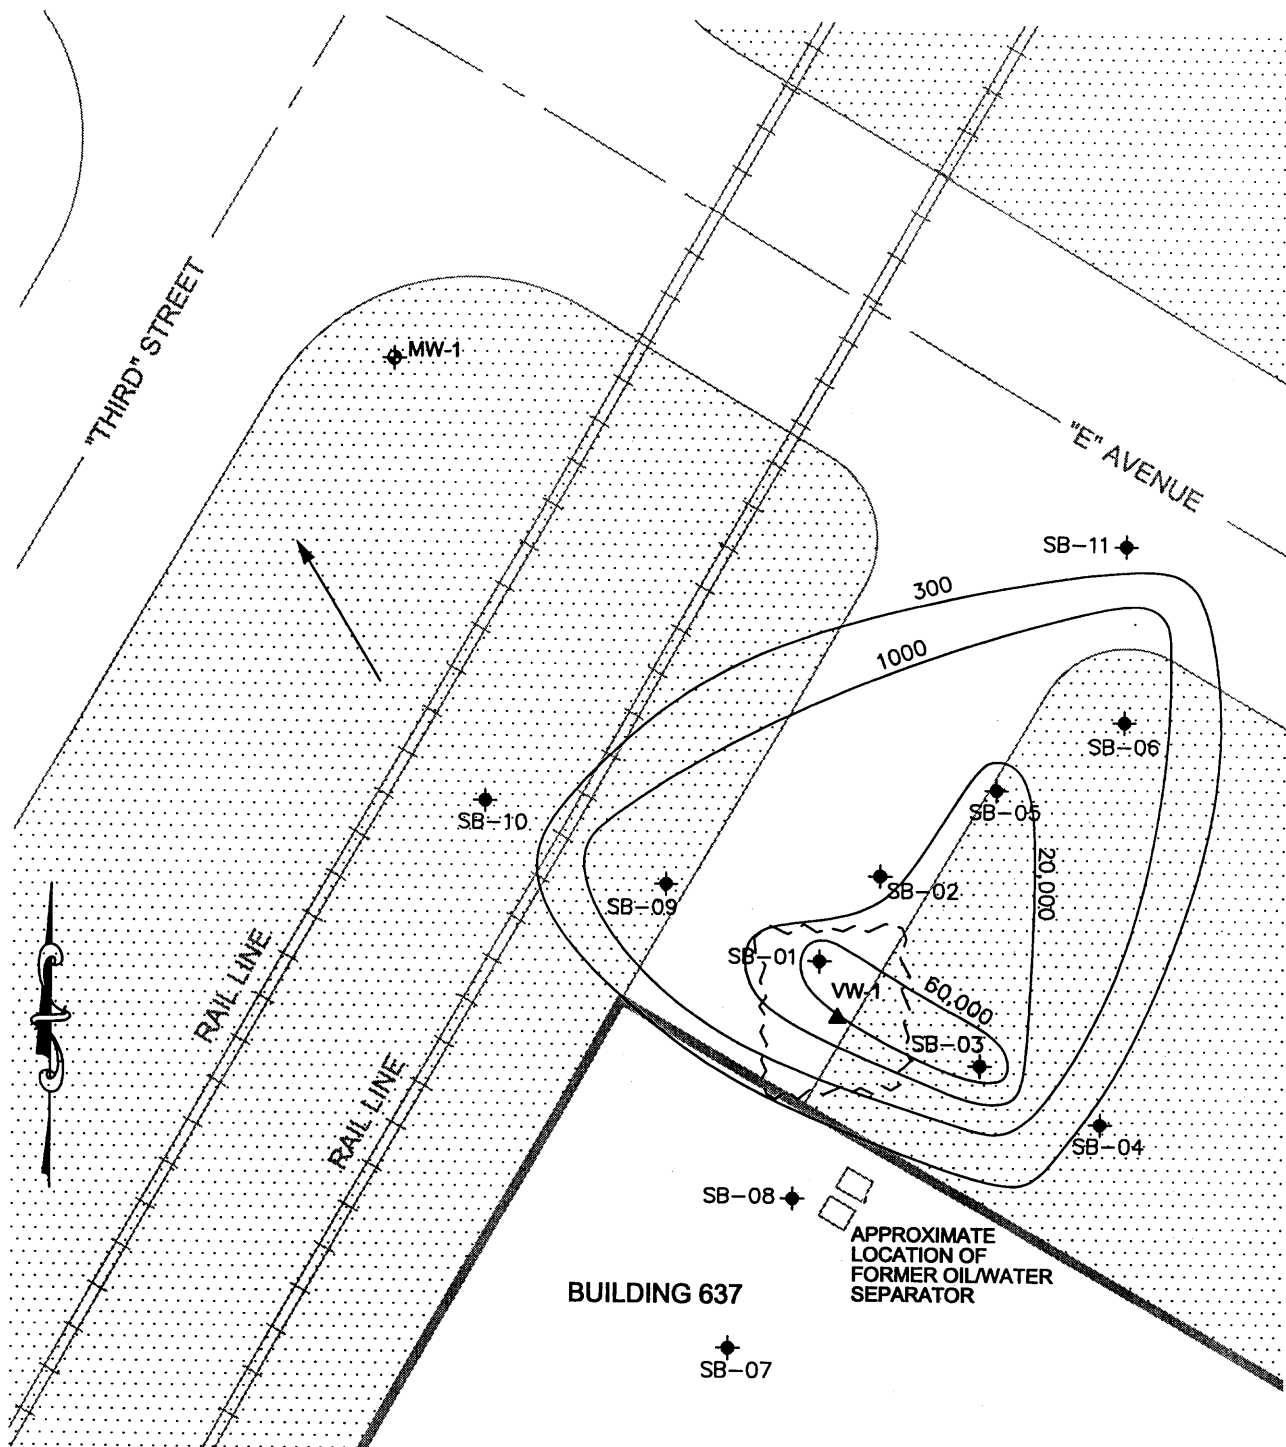 MW-1
"THIRD" STREET
"E" AVENUE
SB-11
300
1000
SB-06
SB-05
SB-10
SB-02
20,000
SB-09
SB-01
VW-1
60,000
SB-03
RAIL LINE
RAIL LINE
SB-04
SB-08
APPROXIMATE
LOCATION OF
FORMER OIL/WATER
SEPARATOR
BUILDING 637
SB-07